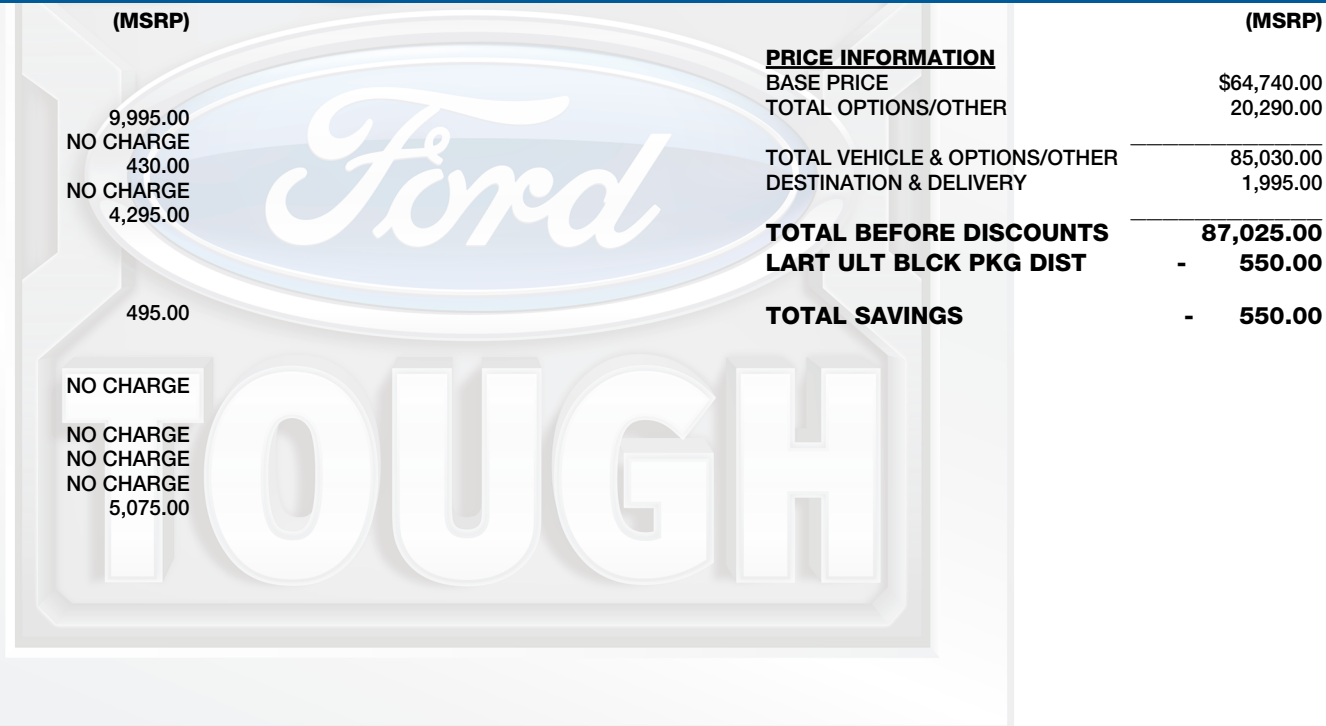 (MSRP)
9,995.00
NO CHARGE
430.00
NO CHARGE
4,295.00
495.00
NO CHARGE
NO CHARGE
NO CHARGE
NO CHARGE
5,075.00
(MSRP)
PRICE INFORMATION
BASE PRICE $64,740.00
TOTAL OPTIONS/OTHER 20,290.00
TOTAL VEHICLE & OPTIONS/OTHER 85,030.00
DESTINATION & DELIVERY 1,995.00
TOTAL BEFORE DISCOUNTS 87,025.00
LART ULT BLCK PKG DIST - 550.00
TOTAL SAVINGS - 550.00
Ford
TOUGH